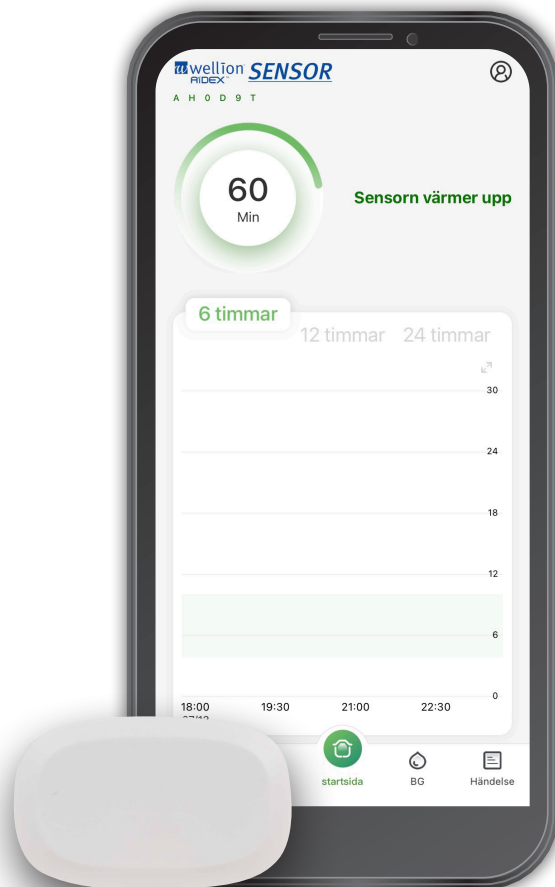 wellion SENSOR
AiDEX™
A H 0 D 9 T
60
Min
Sensorn värmer upp
6 timmar
12 timmar
24 timmar
30
24
18
12
6
0
18:00
19:30
21:00
22:30
startsida
BG
Händelse